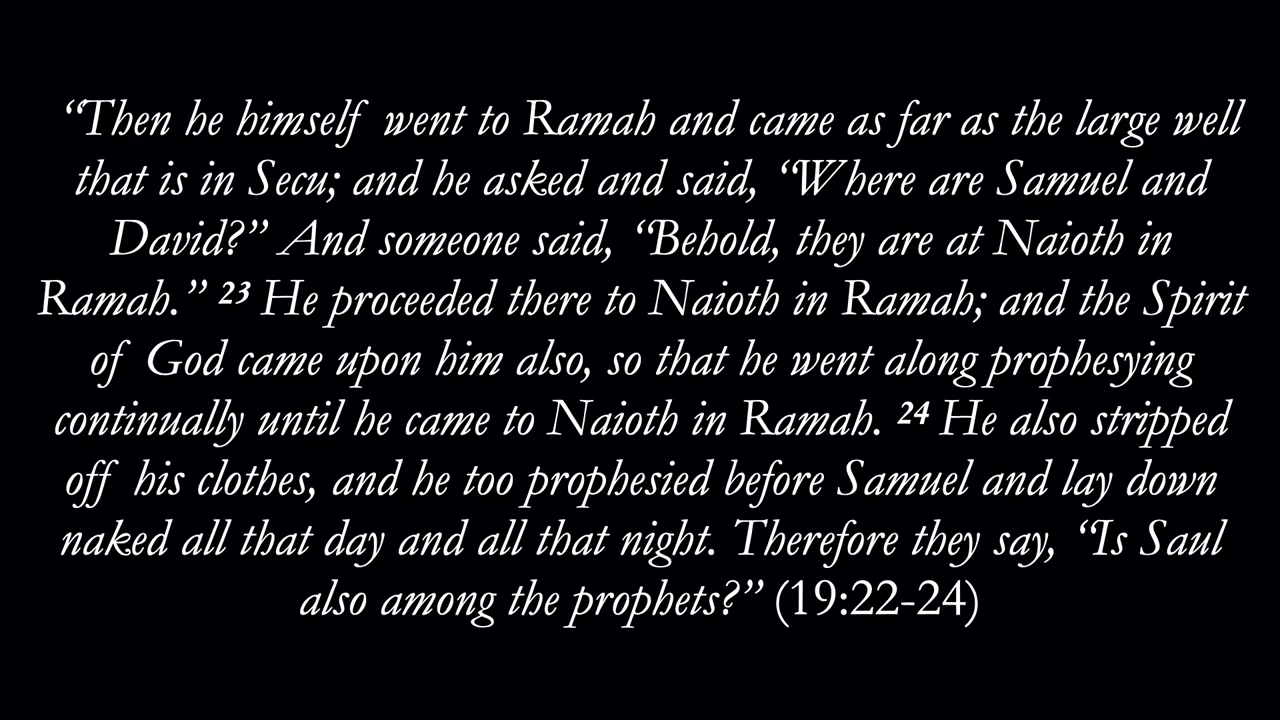 “Then he himself went to Ramah and came as far as the large well
that is in Secu; and he asked and said, “Where are Samuel and
David?” And someone said, “Behold, they are at Naioth in
Ramah.” 23 He proceeded there to Naioth in Ramah; and the Spirit
of God came upon him also, so that he went along prophesying
continually until he came to Naioth in Ramah. 24 He also stripped
off his clothes, and he too prophesied before Samuel and lay down
naked all that day and all that night. Therefore they say, “Is Saul
also among the prophets?” (19:22-24)